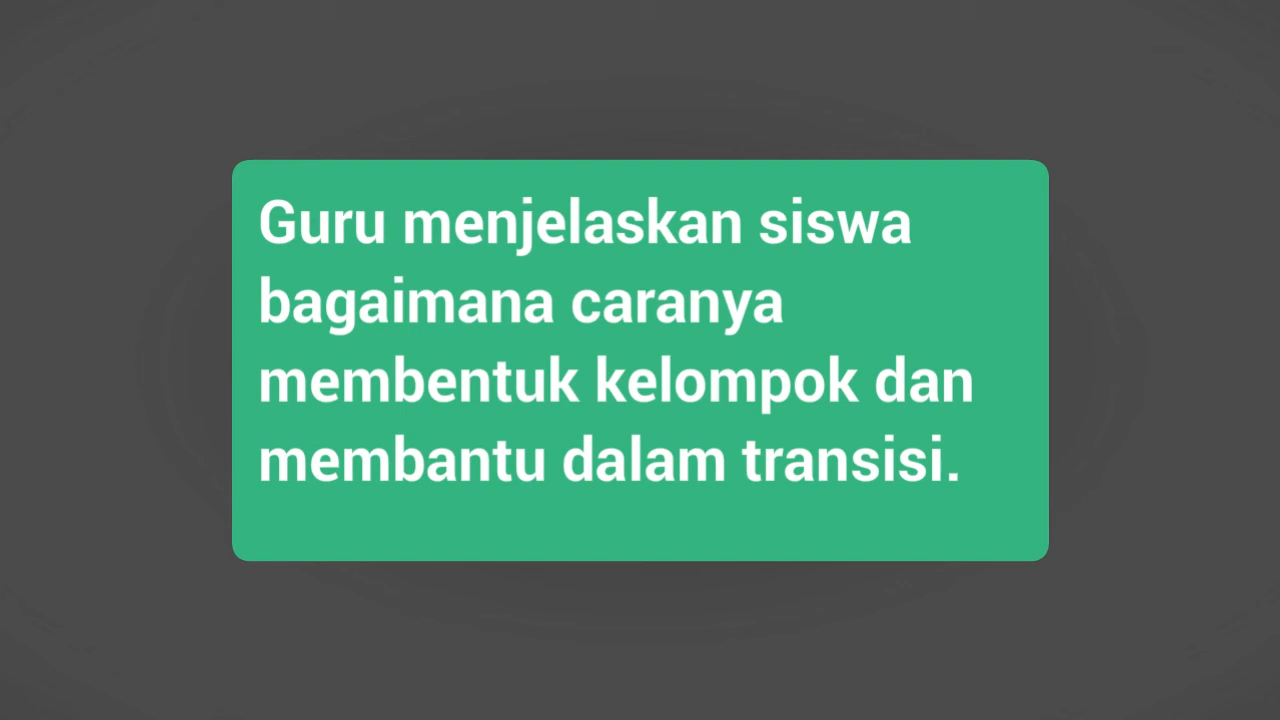 Guru menjelaskan siswa
bagaimana caranya
membentuk kelompok dan
membantu dalam transisi.